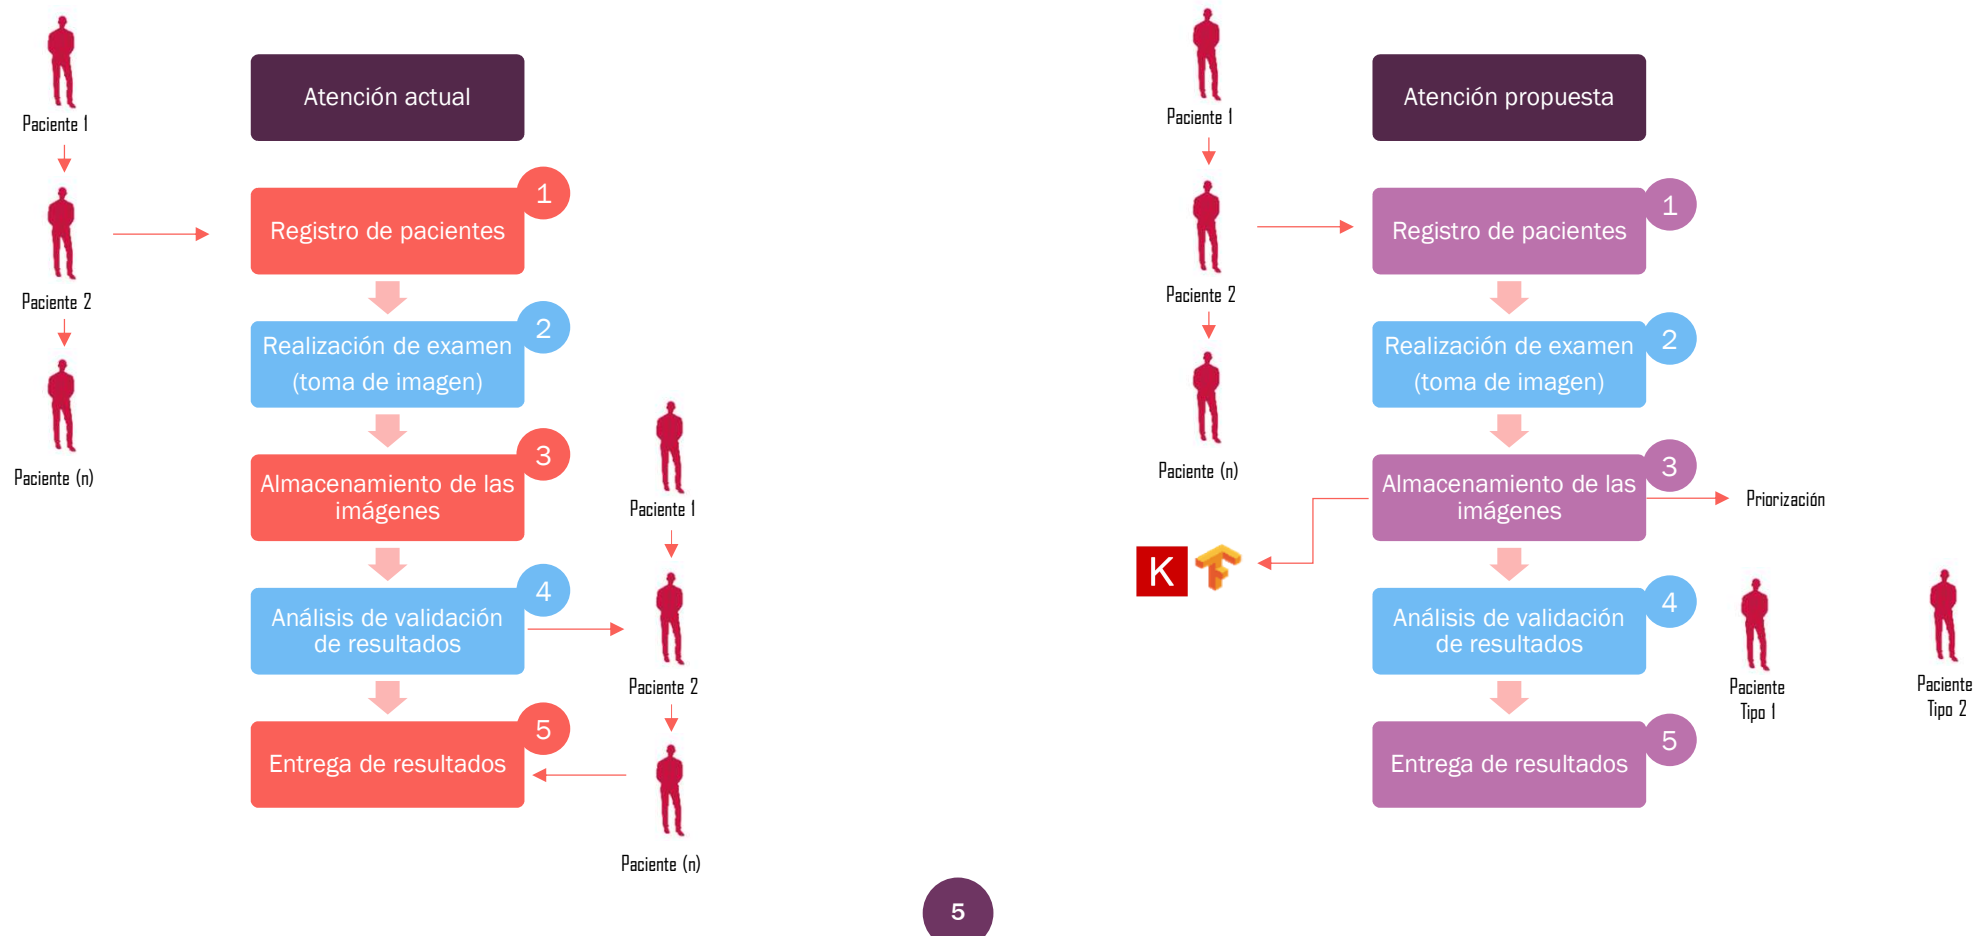 Atención actual
Paciente 1
Paciente 2
Paciente (n)
1
Registro de pacientes
2
Realización de examen
(toma de imagen)
3
Almacenamiento de las
imágenes
4
Análisis de validación
de resultados
5
Entrega de resultados
Paciente 1
Paciente 2
Paciente (n)
Atención propuesta
Paciente 1
Paciente 2
Paciente (n)
1
Registro de pacientes
2
Realización de examen
(toma de imagen)
3
Almacenamiento de las
imágenes
Priorización
K
4
Análisis de validación
de resultados
Paciente
Tipo 1
Paciente
Tipo 2
5
Entrega de resultados
5